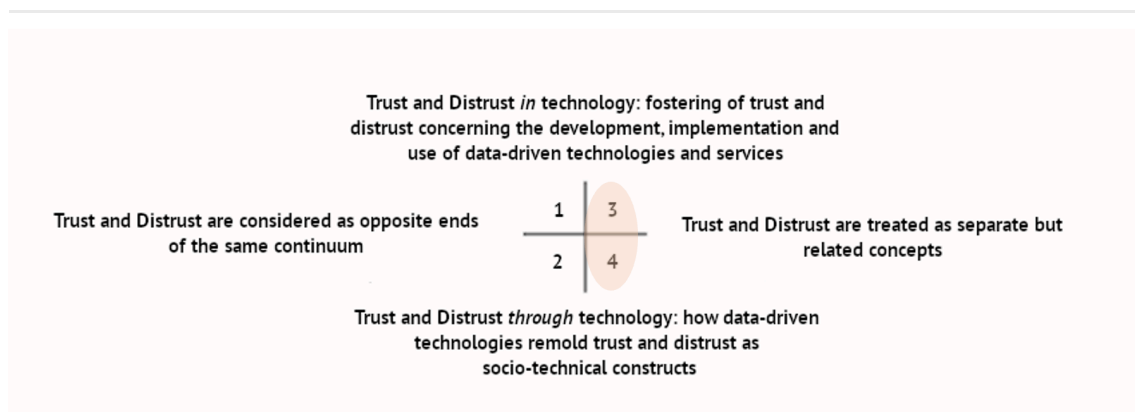 Trust and Distrust in technology: fostering of trust and
distrust concerning the development, implementation and
use of data-driven technologies and services
1 3
Trust and Distrust are considered as opposite ends
of the same continuum
Trust and Distrust are treated as separate but
related concepts
2 4
Trust and Distrust through technology: how data-driven
technologies remold trust and distrust as
socio-technical constructs